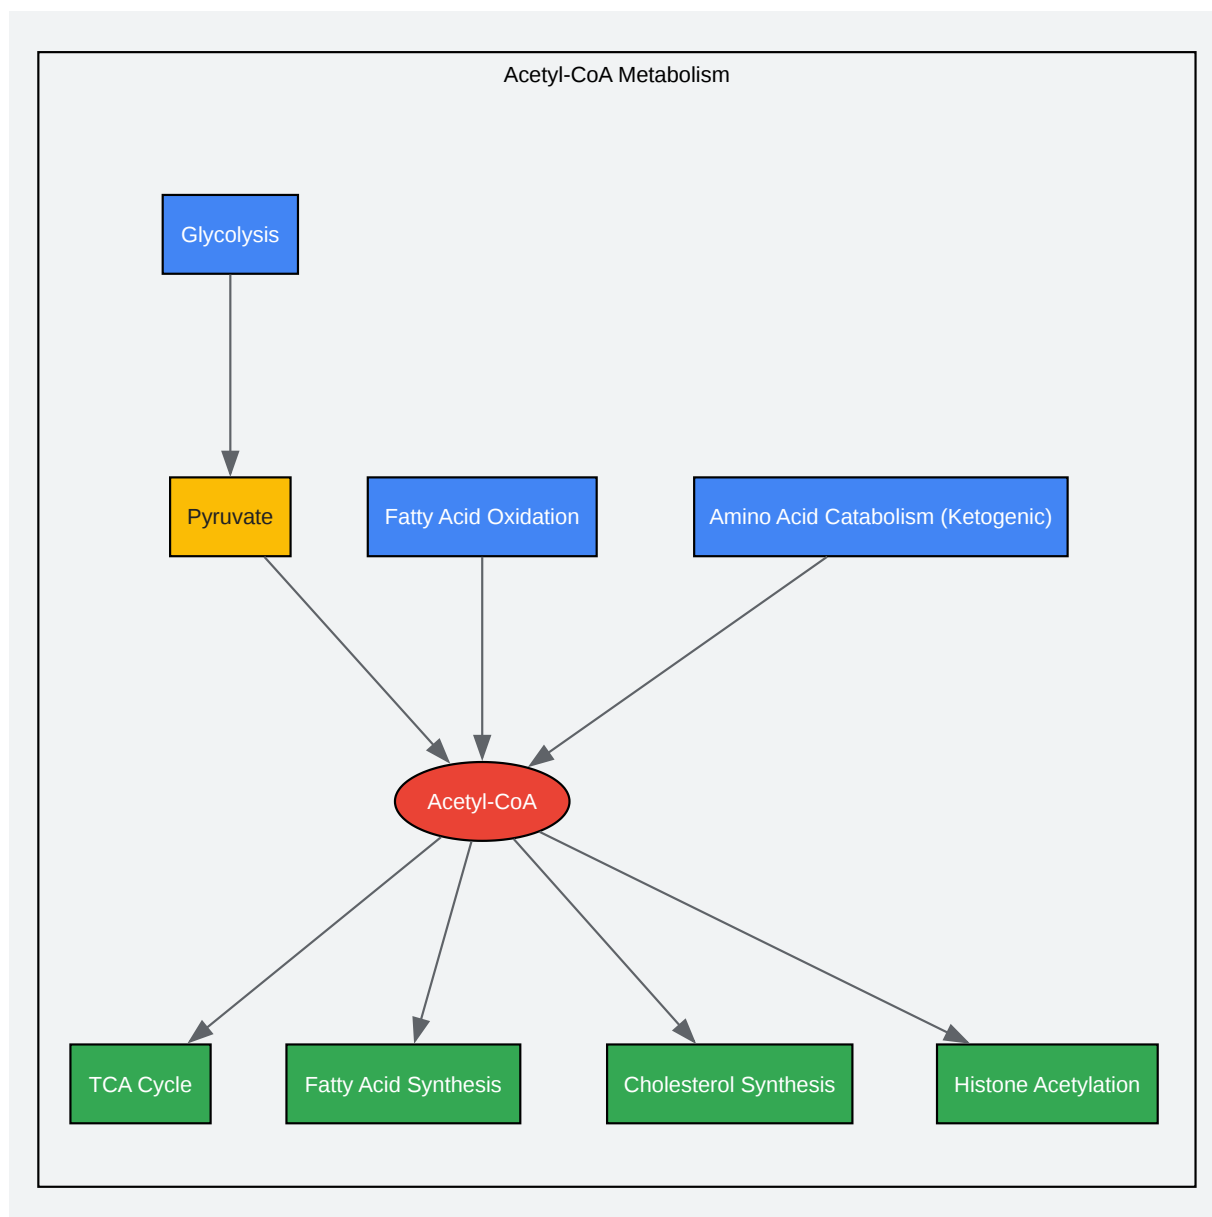 Acetyl-CoA Metabolism
Glycolysis
Pyruvate
Fatty Acid Oxidation
Amino Acid Catabolism (Ketogenic)
Acetyl-CoA
TCA Cycle
Fatty Acid Synthesis
Cholesterol Synthesis
Histone Acetylation